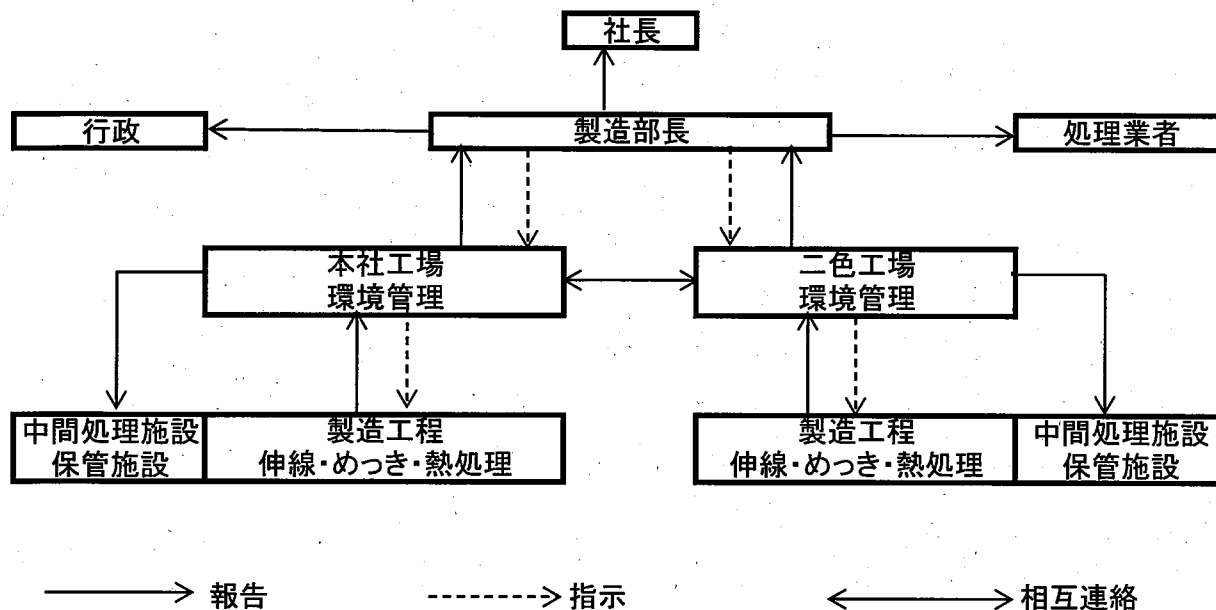 社長
行政
製造部長
処理業者
本社工場
環境管理
二色工場
環境管理
中間処理施設
保管施設
製造工程
伸線・めっき・熱処理
製造工程
伸線・めっき・熱処理
中間処理施設
保管施設
報告
指示
相互連絡